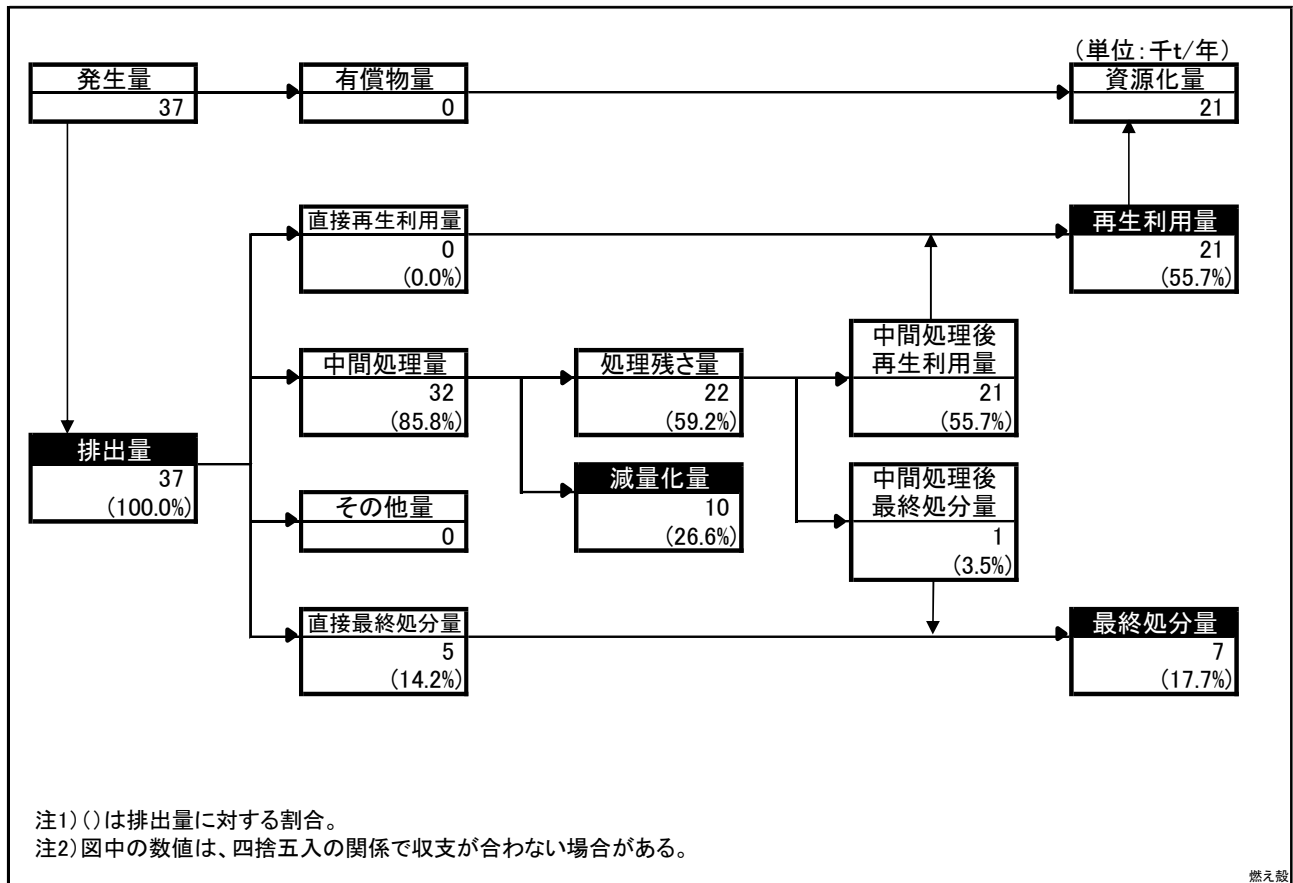 (単位:千t/年)
発生量
37
有償物量
0
資源化量
21
直接再生利用量
0
(0.0%)
再生利用量
21
(55.7%)
中間処理量
32
(85.8%)
処理残さ量
22
(59.2%)
中間処理後
再生利用量
21
(55.7%)
排出量
37
(100.0%)
その他量
0
減量化量
10
(26.6%)
中間処理後
最終処分量
1
(3.5%)
直接最終処分量
5
(14.2%)
最終処分量
7
(17.7%)
注1)()は排出量に対する割合。
注2)図中の数値は、四捨五入の関係で収支が合わない場合がある。
燃え殻